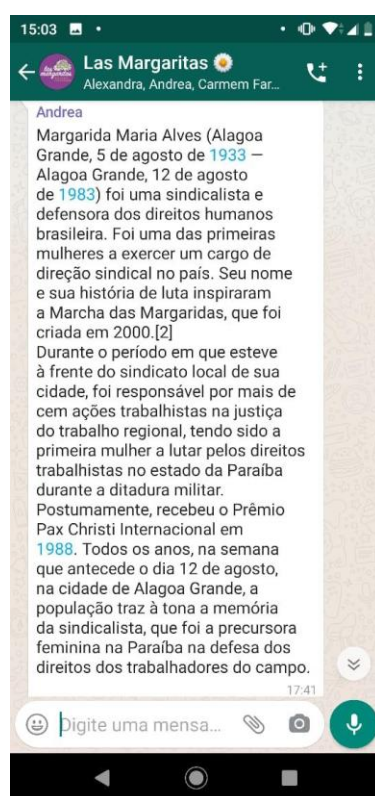 15:03
Las Margaritas
Alexandra, Andrea, Carmem Far...
Andrea
Margarida Maria Alves (Alagoa
Grande, 5 de agosto de 1933 —
Alagoa Grande, 12 de agosto
de 1983) foi uma sindicalista e
defensora dos direitos humanos
brasileira. Foi uma das primeiras
mulheres a exercer um cargo de
direção sindical no país. Seu nome
e sua história de luta inspiraram
a Marcha das Margaridas, que foi
criada em 2000.[2]
Durante o período em que esteve
à frente do sindicato local de sua
cidade, foi responsável por mais de
cem ações trabalhistas na justiça
do trabalho regional, tendo sido a
primeira mulher a lutar pelos direitos
trabalhistas no estado da Paraíba
durante a ditadura militar.
Postumamente, recebeu o Prêmio
Pax Christi Internacional em
1988. Todos os anos, na semana
que antecede o dia 12 de agosto,
na cidade de Alagoa Grande, a
população traz à tona a memória
da sindicalista, que foi a precursora
feminina na Paraíba na defesa dos
direitos dos trabalhadores do campo.
17:41
Digite uma mensa...